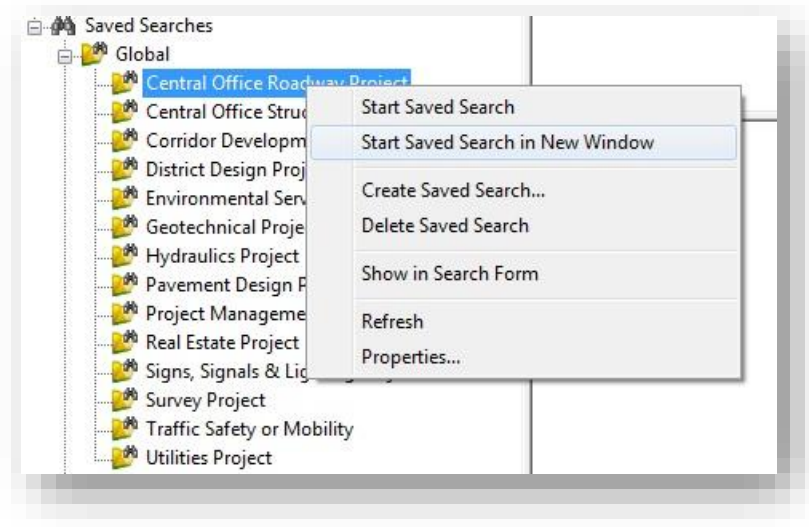 Saved Searches
Global
Central Office Roadway Project
Central Office Struc
Corridor Developm
District Design Proj
Environmental Serv
Geotechnical Proje
Hydraulics Project
Pavement Design P
Project Manageme
Real Estate Project
Signs, Signals & Lig
Survey Project
Traffic Safety or Mobility
Utilities Project
Start Saved Search
Start Saved Search in New Window
Create Saved Search...
Delete Saved Search
Show in Search Form
Refresh
Properties...